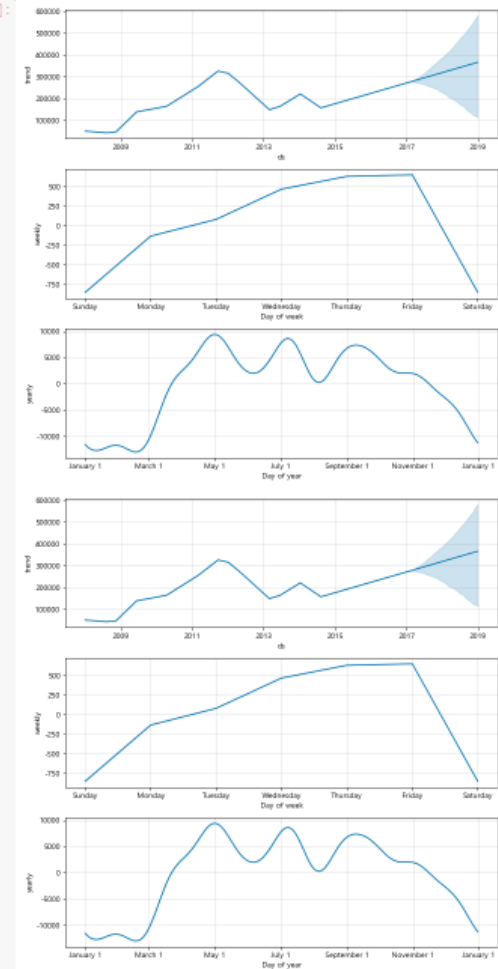 ] :
600000
500000
400000
300000
200000
100000
trend
2009 2011 2013 2015 2017 2019
ds
500
250
0
-250
-500
-750
weekly
Sunday Monday Tuesday Wednesday Thursday Friday Saturday
Day of week
10000
5000
0
-5000
-10000
yearly
January 1 March 1 May 1 July 1 September 1 November 1 January 1
Day of year
600000
500000
400000
300000
200000
100000
trend
2009 2011 2013 2015 2017 2019
ds
500
250
0
-250
-500
-750
weekly
Sunday Monday Tuesday Wednesday Thursday Friday Saturday
Day of week
10000
5000
0
-5000
-10000
yearly
January 1 March 1 May 1 July 1 September 1 November 1 January 1
Day of year